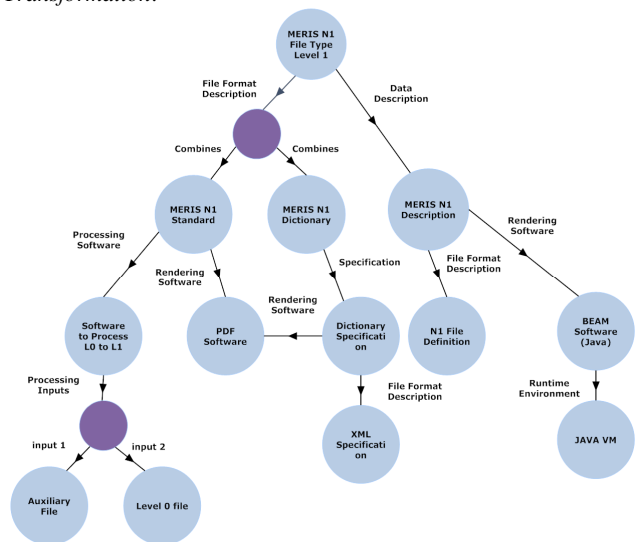 Transformation.
MERIS N1
File Type
Level 1
File Format
Description
Data
Description
Combines
Combines
MERIS N1
Standard
MERIS N1
Dictionary
MERIS N1
Description
Processing
Software
Rendering
Software
Specification
File Format
Description
Rendering
Software
Rendering
Software
Software
to Process
L0 to L1
PDF
Software
Dictionary
Specificati
on
N1 File
Definition
BEAM
Software
(Java)
Processing
Inputs
File Format
Description
Runtime
Environment
XML
Specificati
on
JAVA VM
input 1
input 2
Auxiliary
File
Level 0 file